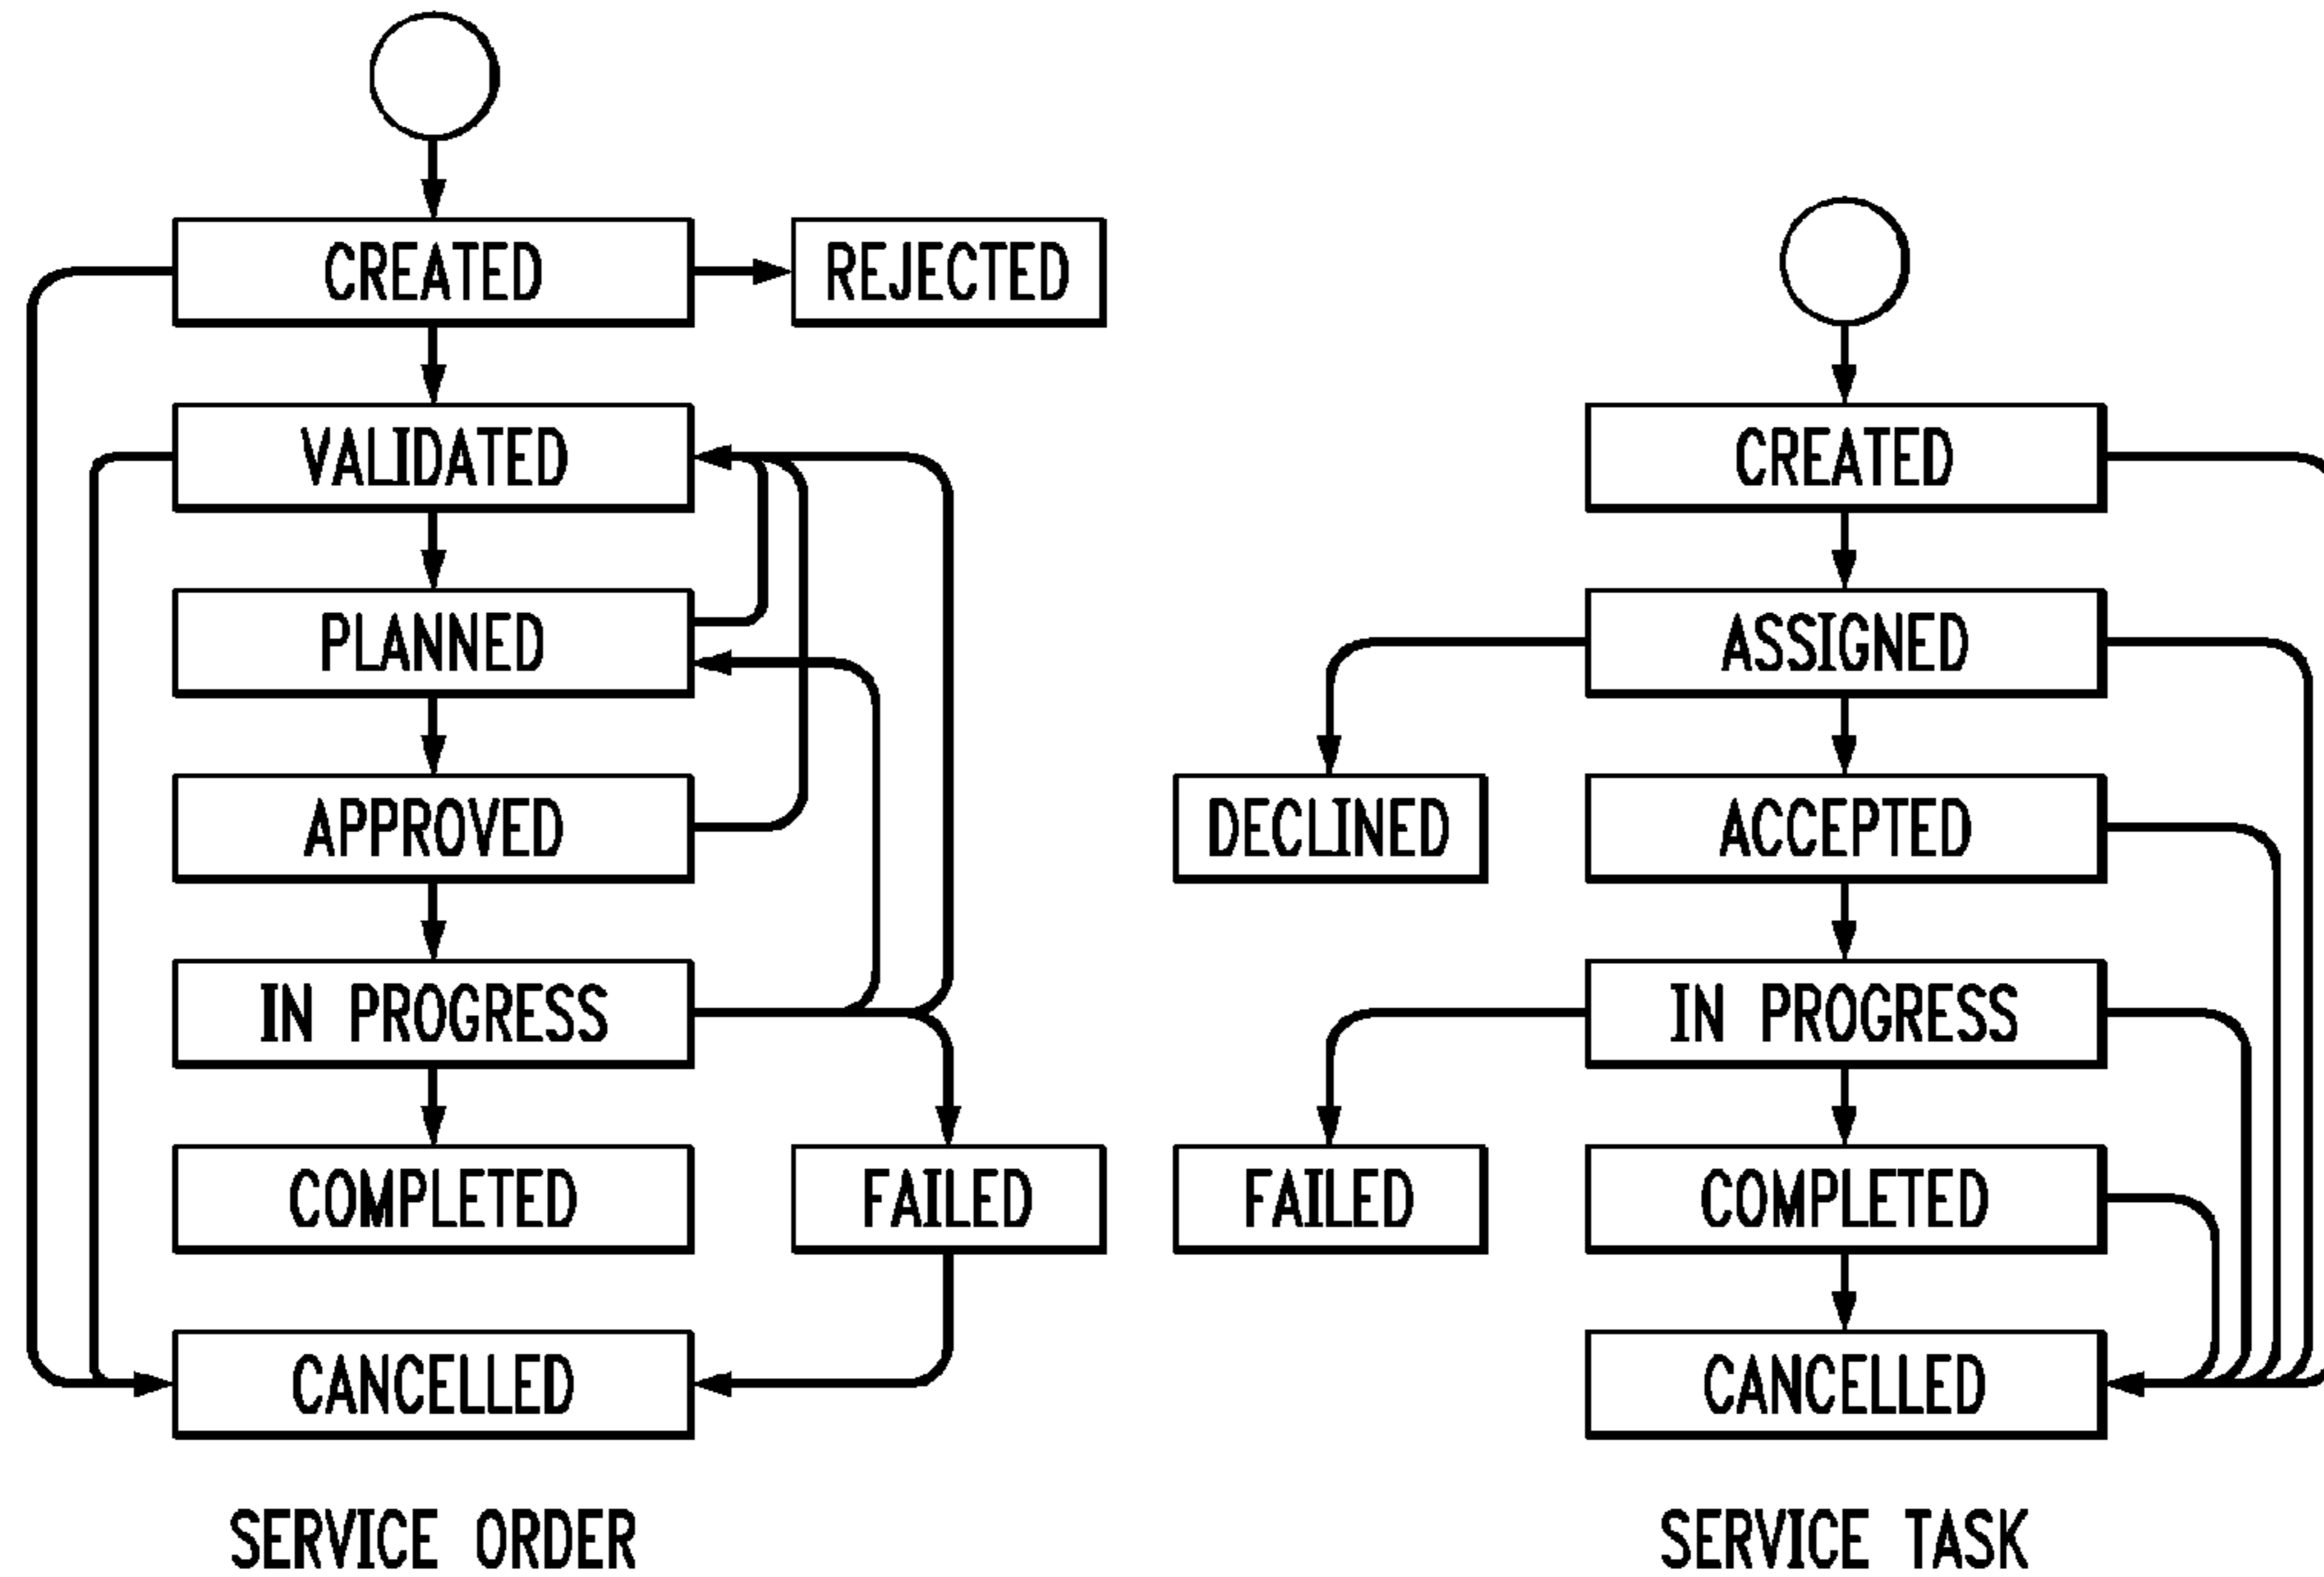 CREATED
REJECTED
VALIDATED
PLANNED
APPROVED
IN PROGRESS
COMPLETED
FAILED
CANCELLED
SERVICE ORDER
CREATED
ASSIGNED
DECLINED
ACCEPTED
IN PROGRESS
FAILED
COMPLETED
CANCELLED
SERVICE TASK